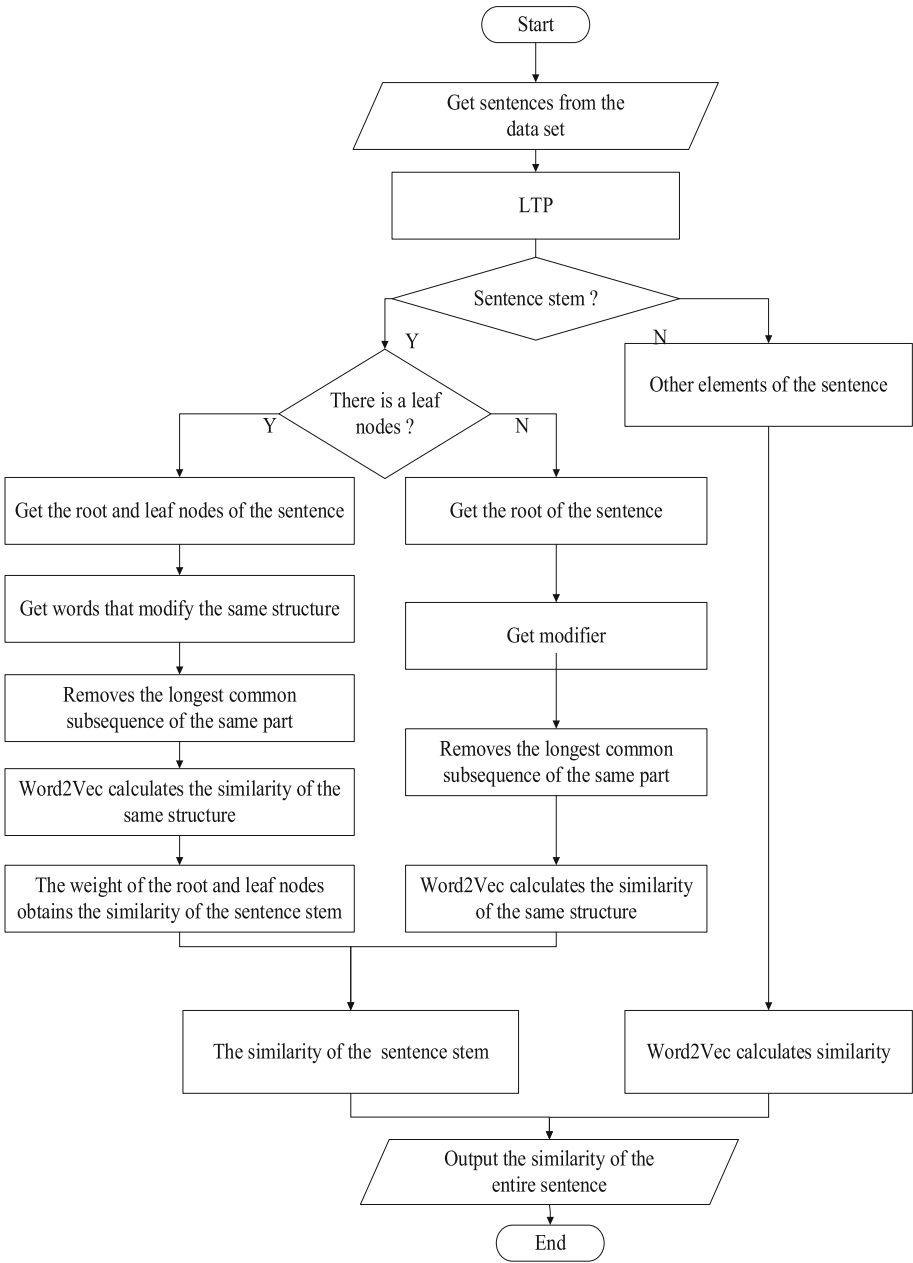 Start
Get sentences from the
data set
LTP
Sentence stem ?
Y
N
Other elements of the sentence
There is a leaf
nodes ?
Y
N
Get the root and leaf nodes of the sentence
Get the root of the sentence
Get words that modify the same structure
Get modifier
Removes the longest common
subsequence of the same part
Removes the longest common
subsequence of the same part
Word2Vec calculates the similarity of the
same structure
The weight of the root and leaf nodes
obtains the similarity of the sentence stem
Word2Vec calculates the similarity
of the same structure
The similarity of the sentence stem
Word2Vec calculates similarity
Output the similarity of the
entire sentence
End